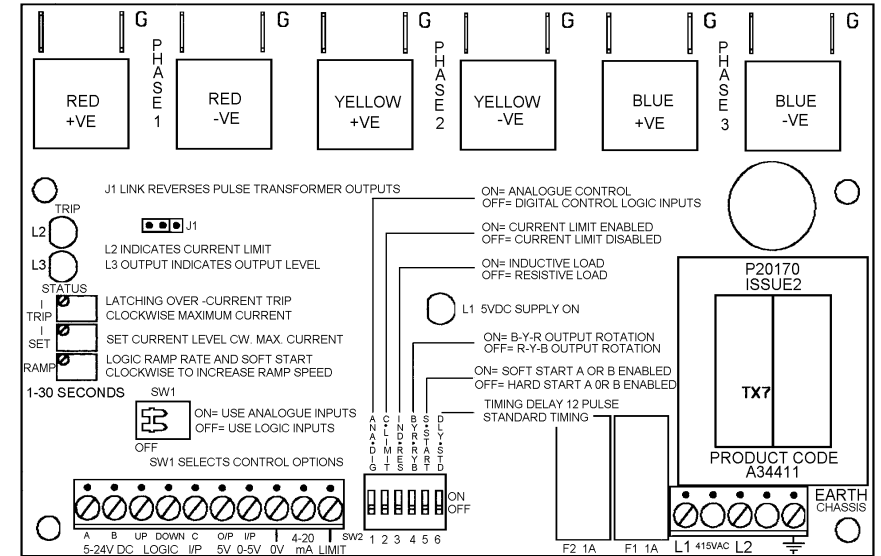 G G G G G G
PHASE 1
PHASE 2
PHASE 3
RED
+VE
RED
-VE
YELLOW
+VE
YELLOW
-VE
BLUE
+VE
BLUE
-VE
J1 LINK REVERSES PULSE TRANSFORMER OUTPUTS
TRIP
L2
J1
L2 INDICATES CURRENT LIMIT
L3
L3 OUTPUT INDICATES OUTPUT LEVEL
STATUS
I
TRIP
LATCHING OVER -CURRENT TRIP
CLOCKWISE MAXIMUM CURRENT
I
SET
SET CURRENT LEVEL CW. MAX. CURRENT
RAMP
LOGIC RAMP RATE AND SOFT START
CLOCKWISE TO INCREASE RAMP SPEED
1-30 SECONDS
SW1
ON= USE ANALOGUE INPUTS
OFF= USE LOGIC INPUTS
OFF
SW1 SELECTS CONTROL OPTIONS
ON= ANALOGUE CONTROL
OFF= DIGITAL CONTROL LOGIC INPUTS
ON= CURRENT LIMIT ENABLED
OFF= CURRENT LIMIT DISABLED
ON= INDUCTIVE LOAD
OFF= RESISTIVE LOAD
L1 5VDC SUPPLY ON
ON= B-Y-R OUTPUT ROTATION
OFF= R-Y-B OUTPUT ROTATION
ON= SOFT START A OR B ENABLED
OFF= HARD START A 0R B ENABLED
TIMING DELAY 12 PULSE
STANDARD TIMING
ANA•DIG
C•LIMIT
IND•RES
BYR•RYB
S•START
DLY•STD
ON
OFF
SW2 1 2 3 4 5 6
P20170
ISSUE2
TX7
PRODUCT CODE
A34411
EARTH
CHASSIS
A B UP DOWN C O/P I/P I 4-20 I
5-24V DC LOGIC I/P 5V 0-5V 0V mA LIMIT
F2 1A F1 1A L1 415VAC L2